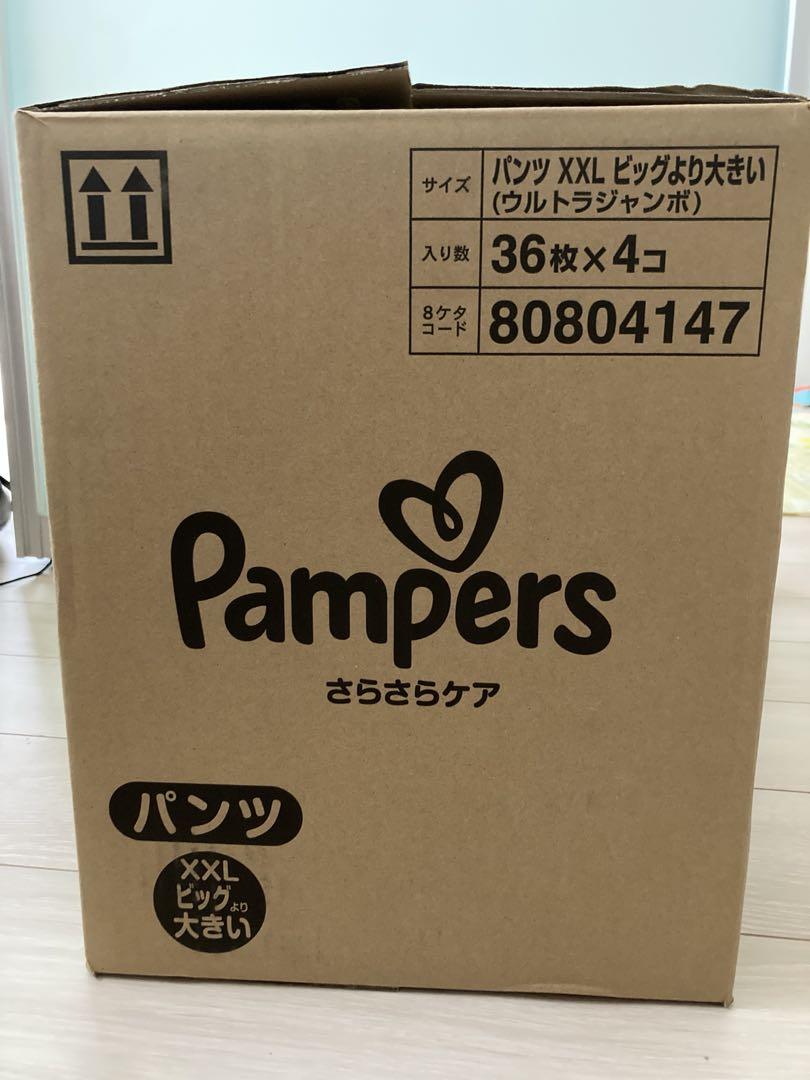 サイズ
パンツ XXL ビッグより大きい
(ウルトラジャンボ)
入り数
36枚×4コ
8ケタ
コード
80804147
Pampers
さらさらケア
パンツ
XXL
ビッグより
大きい